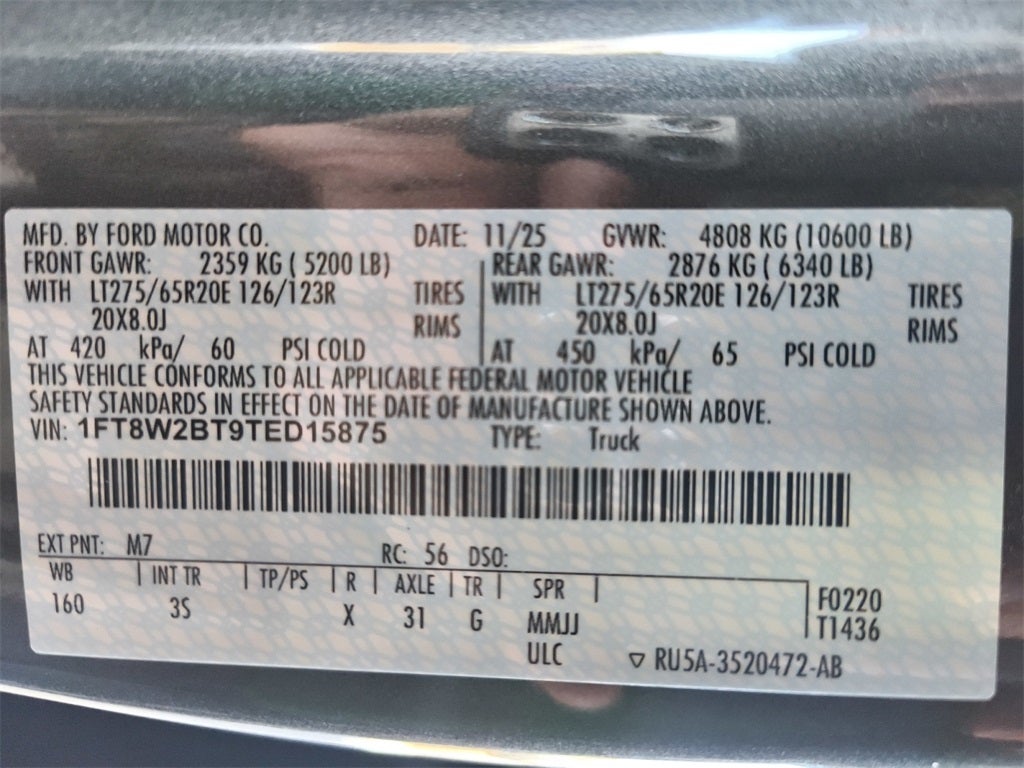 MFD. BY FORD MOTOR CO. DATE: 11/25 GVWR: 4808 KG (10600 LB)
FRONT GAWR: 2359 KG ( 5200 LB) REAR GAWR: 2876 KG ( 6340 LB)
WITH LT275/65R20E 126/123R TIRES WITH LT275/65R20E 126/123R TIRES
20X8.0J RIMS 20X8.0J RIMS
AT 420 kPa/ 60 PSI COLD AT 450 kPa/ 65 PSI COLD
THIS VEHICLE CONFORMS TO ALL APPLICABLE FEDERAL MOTOR VEHICLE
SAFETY STANDARDS IN EFFECT ON THE DATE OF MANUFACTURE SHOWN ABOVE.
VIN: 1FT8W2BT9TED15875 TYPE: Truck
EXT PNT: M7 RC: 56 DSO:
WB INT TR TP/PS R AXLE TR SPR
160 3S X 31 G MMJJ F0220
ULC T1436
▽ RU5A-3520472-AB